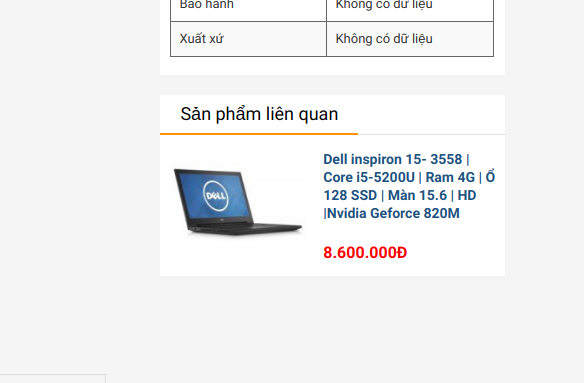 Bảo hành Không có dữ liệu
Xuất xứ Không có dữ liệu
Sản phẩm liên quan
DELL
Dell inspiron 15- 3558 |
Core i5-5200U | Ram 4G | Ổ
128 SSD | Màn 15.6 | HD
|Nvidia Geforce 820M
8.600.000Đ